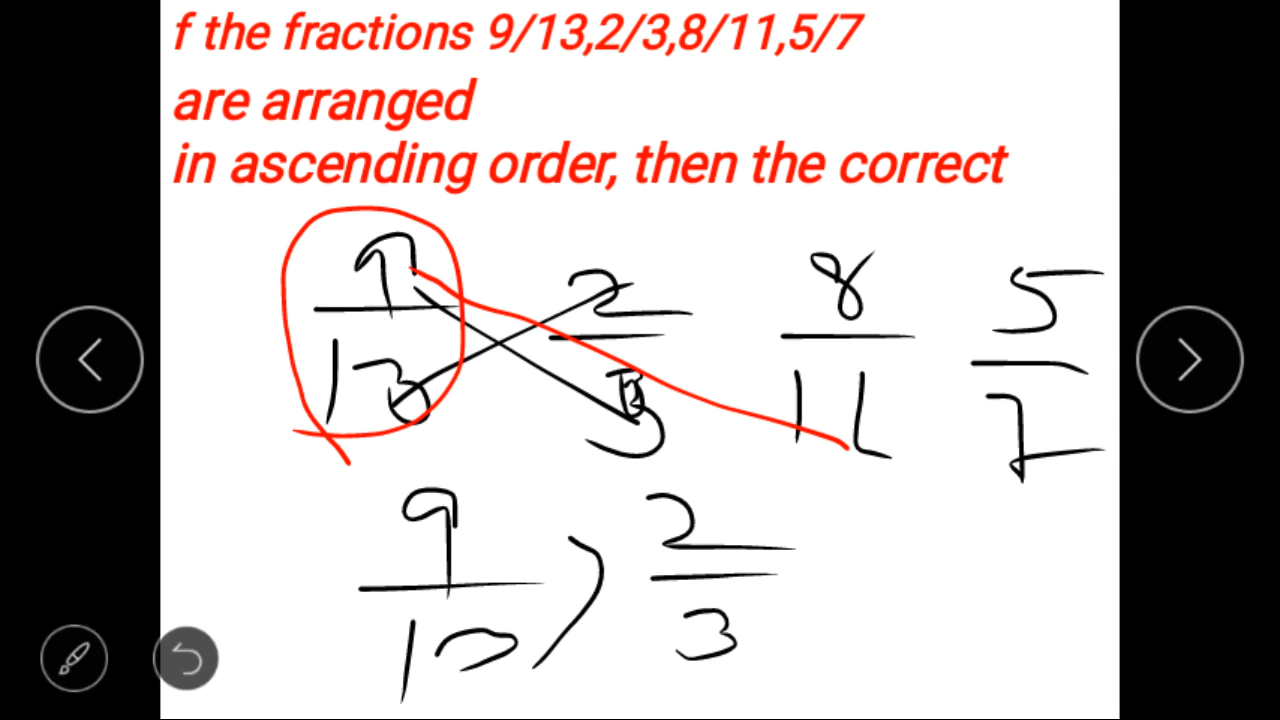 f the fractions 9/13,2/3,8/11,5/7
are arranged
in ascending order, then the correct
9 2 8 5
13 3 11 7
9 > 2
13 3